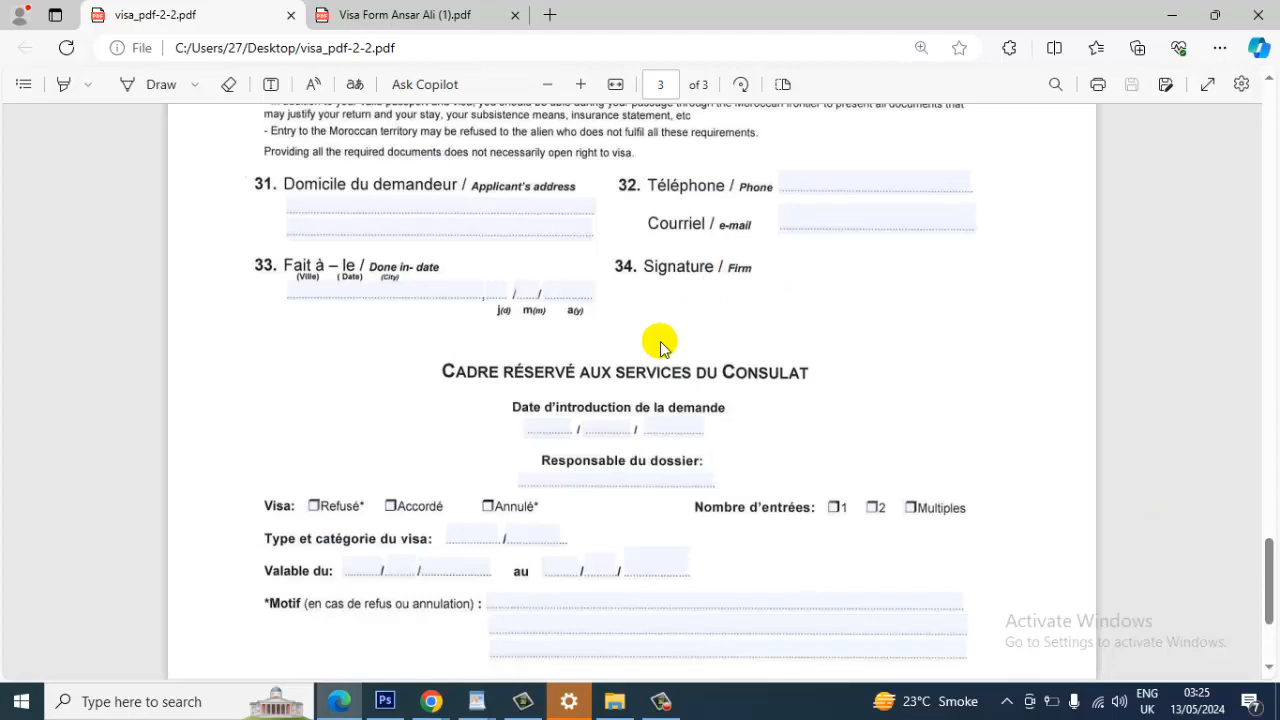 visa_pdf-2-2.pdf
Visa Form Ansar Ali (1).pdf
File
C:/Users/27/Desktop/visa_pdf-2-2.pdf
Draw
Ask Copilot
3 of 3
may justify your return and your stay, your subsistence means, insurance statement, etc
- Entry to the Moroccan territory may be refused to the alien who does not fulfil all these requirements.
Providing all the required documents does not necessarily open right to visa.
31. Domicile du demandeur / Applicant's address
32. Téléphone / Phone
Courriel / e-mail
33. Fait à – le / Done in- date
(Ville) ( Date) (City)
34. Signature / Firm
/ /
j(d) m(m) a(y)
CADRE RÉSERVÉ AUX SERVICES DU CONSULAT
Date d'introduction de la demande
/ /
Responsable du dossier:
Visa: Refusé* Accordé Annulé*
Nombre d'entrées: 1 2 Multiples
Type et catégorie du visa: /
Valable du: / / au / /
*Motif (en cas de refus ou annulation) :
Activate Windows
Go to Settings to activate Windows.
Type here to sear
23°C Smoke
ENG
UK
03:25
13/05/2024
7